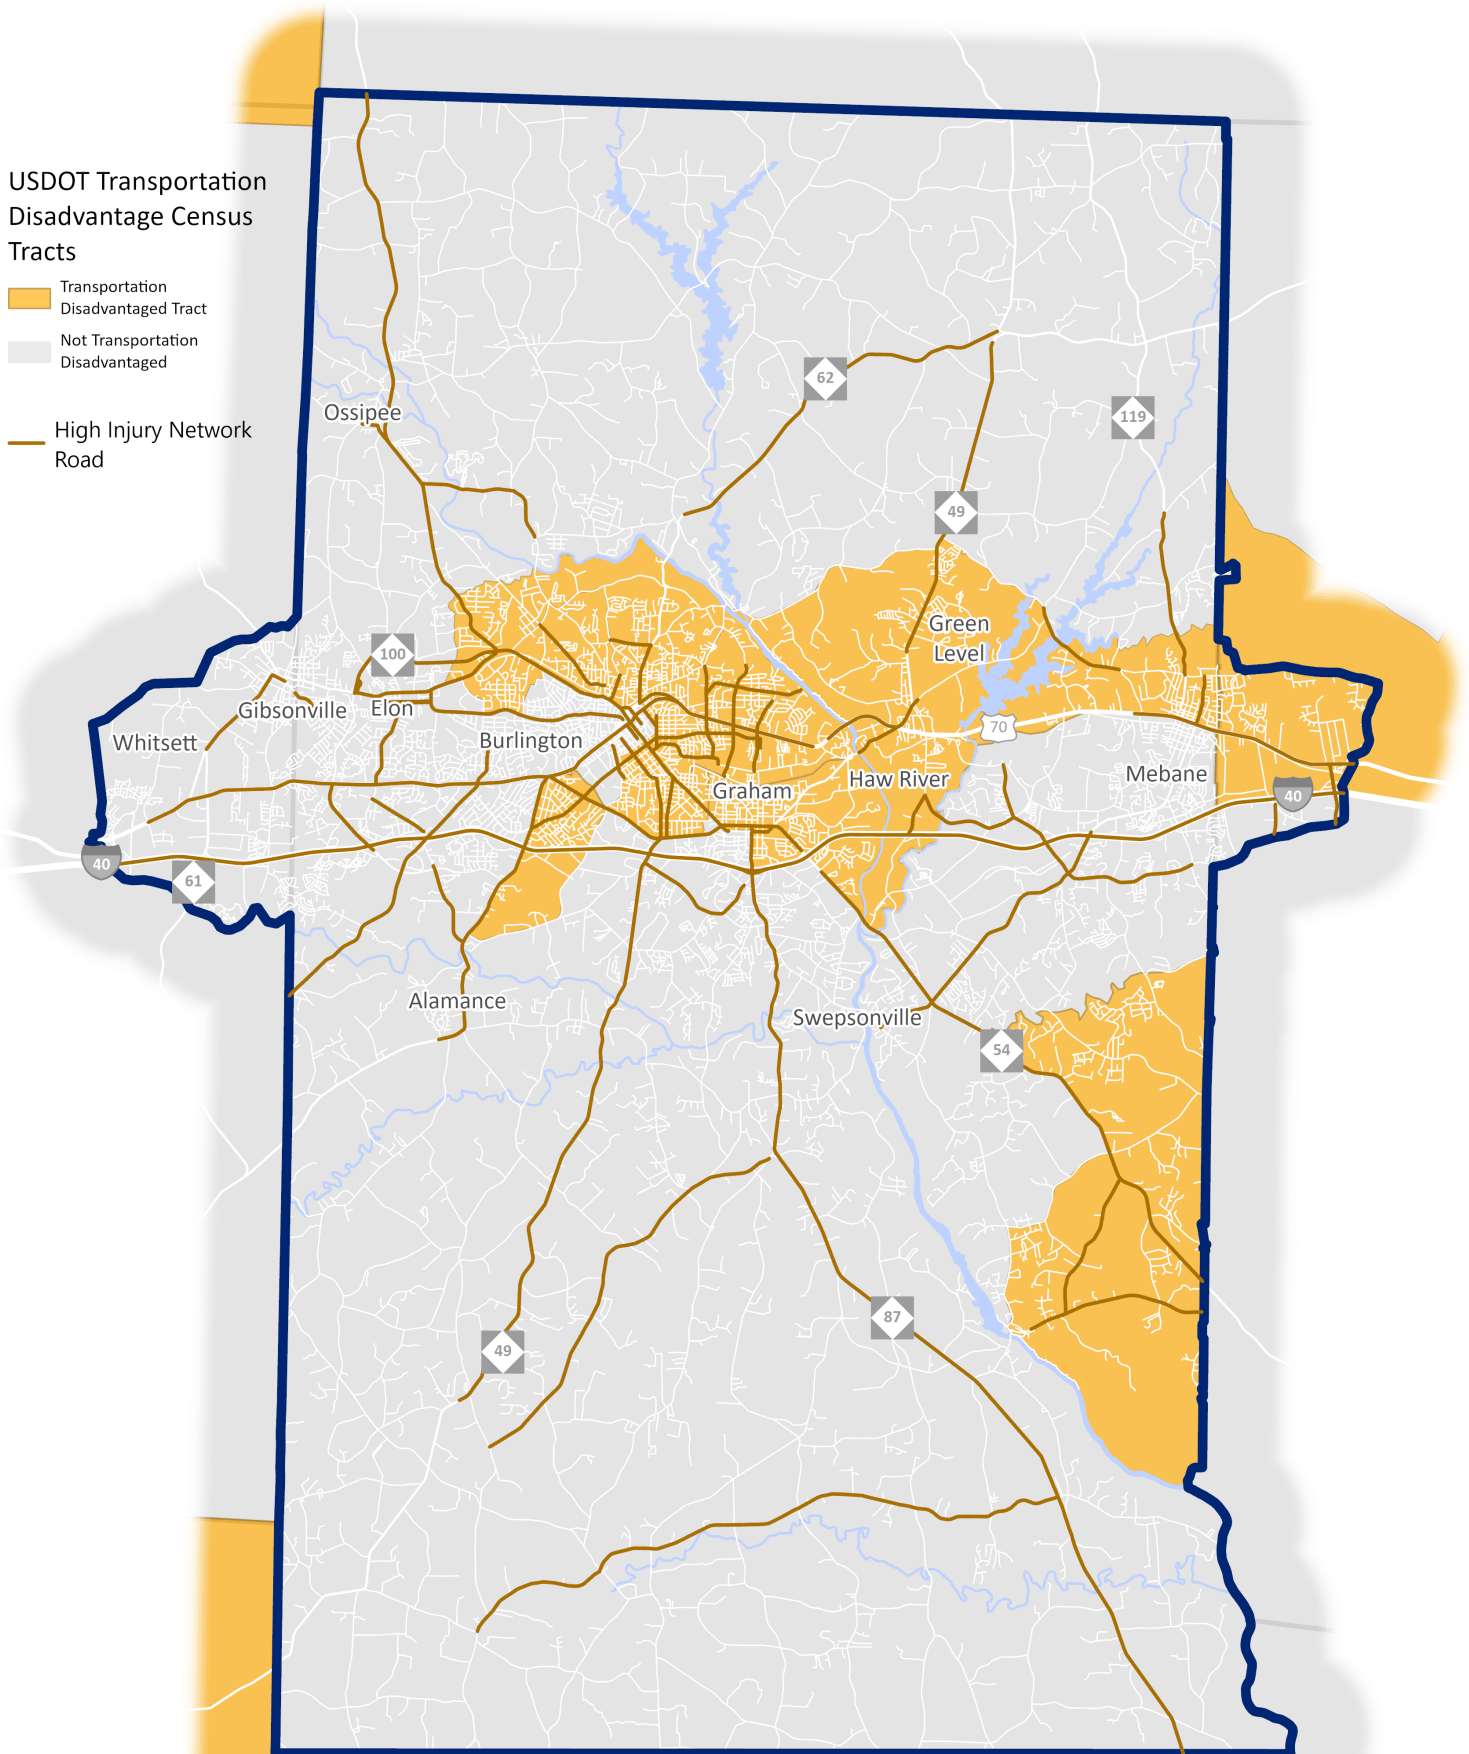 USDOT Transportation
Disadvantage Census
Tracts
Transportation
Disadvantaged Tract
Not Transportation
Disadvantaged
High Injury Network
Road
62
119
Ossipee
49
Green
Level
100
Gibsonville
Elon
Whitsett
Burlington
70
Haw River
Mebane
Graham
40
40
61
Alamance
Swepsonville
54
87
49